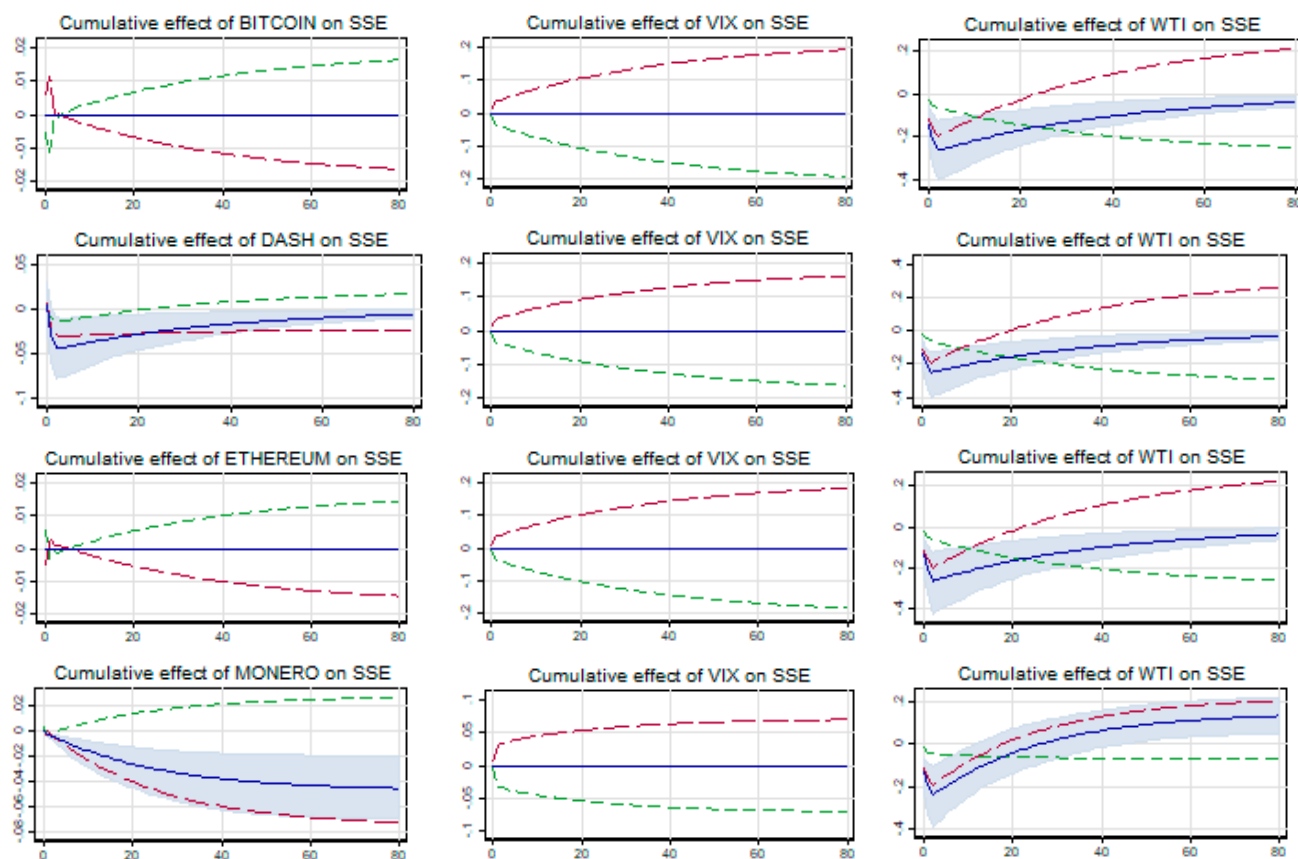 Cumulative effect of BITCOIN on SSE
.02
.01
0
-.01
-.02
0 20 40 60 80
Cumulative effect of VIX on SSE
.2
.1
0
-.1
-.2
0 20 40 60 80
Cumulative effect of WTI on SSE
.2
0
-.2
-.4
0 20 40 60 80
Cumulative effect of DASH on SSE
.05
0
.05
-.1
0 20 40 60 80
Cumulative effect of VIX on SSE
.2
.1
0
-.1
-.2
0 20 40 60 80
Cumulative effect of WTI on SSE
.4
.2
0
-.2
-.4
0 20 40 60 80
Cumulative effect of ETHEREUM on SSE
.02
.01
0
-.01
-.02
0 20 40 60 80
Cumulative effect of VIX on SSE
.2
.1
0
-.1
-.2
0 20 40 60 80
Cumulative effect of WTI on SSE
.2
0
-.2
-.4
0 20 40 60 80
Cumulative effect of MONERO on SSE
.02
0
-.02
-.04
-.06
-.08
0 20 40 60 80
Cumulative effect of VIX on SSE
.1
.05
0
-.05
-.1
0 20 40 60 80
Cumulative effect of WTI on SSE
.2
0
-.2
-.4
0 20 40 60 80